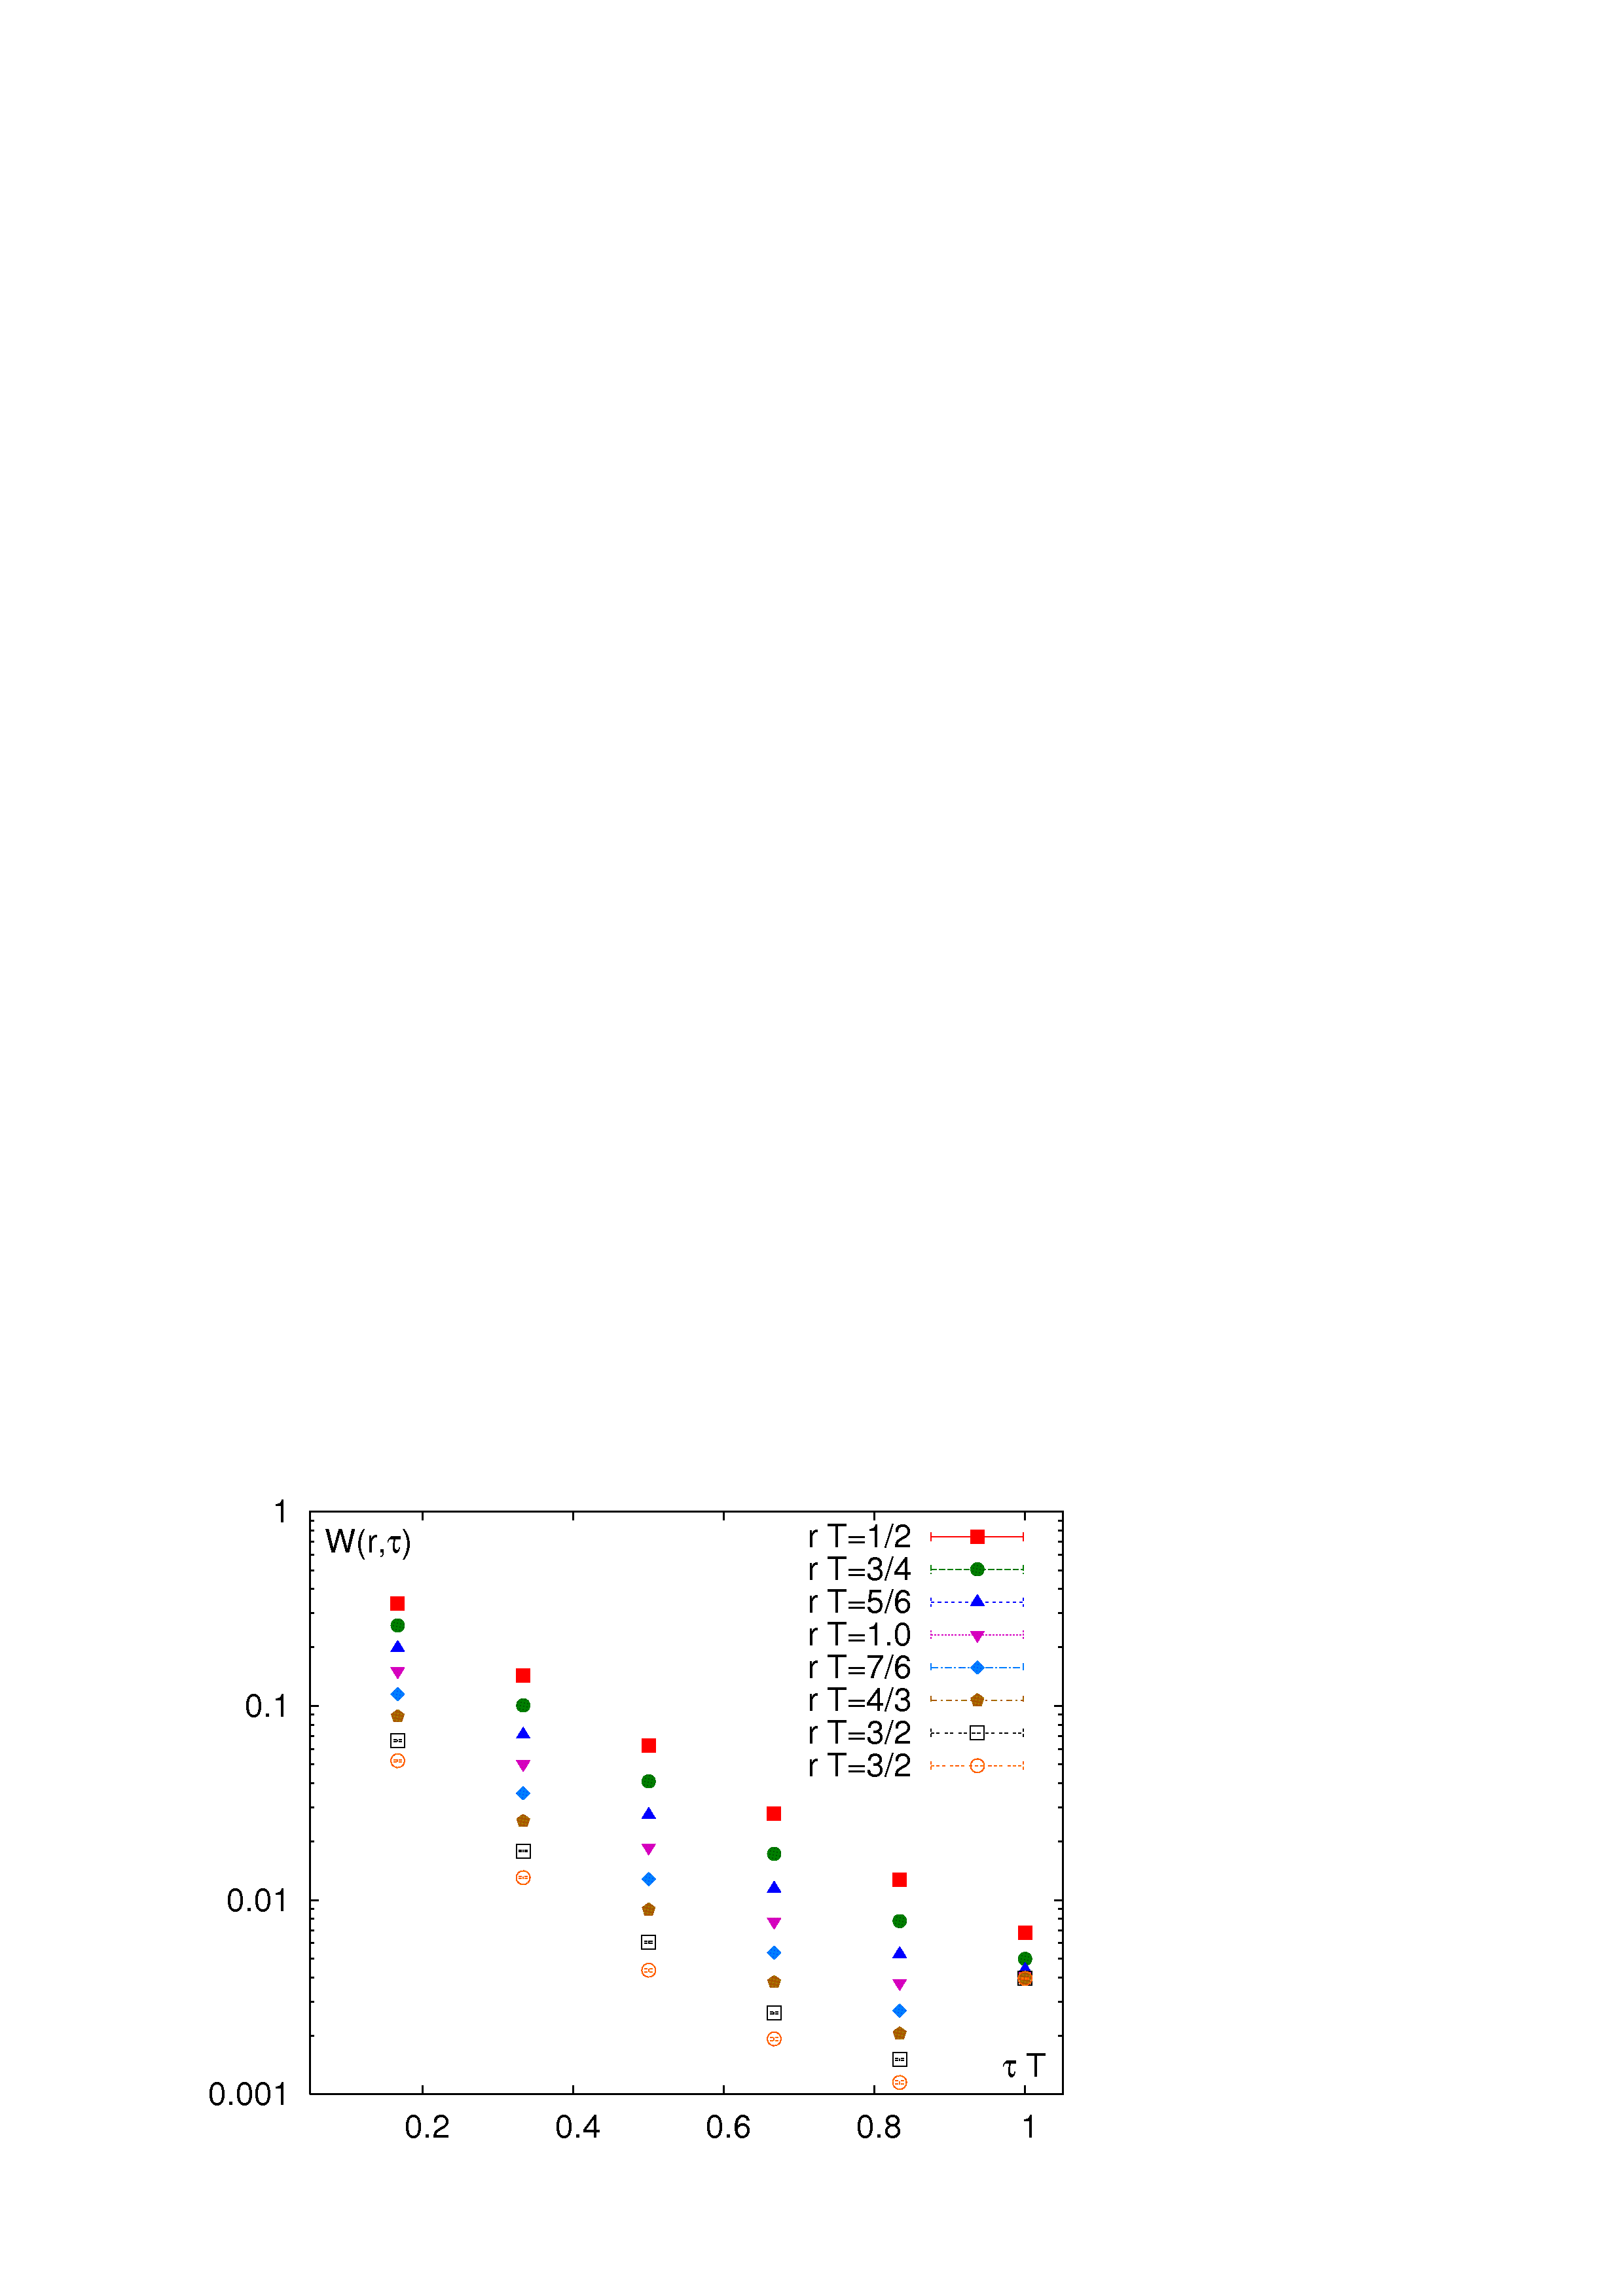 1
W(r,τ)
r T=1/2
r T=3/4
r T=5/6
r T=1.0
r T=7/6
0.1
r T=4/3
r T=3/2
r T=3/2
0.01
τ T
0.001
0.2 0.4 0.6 0.8 1